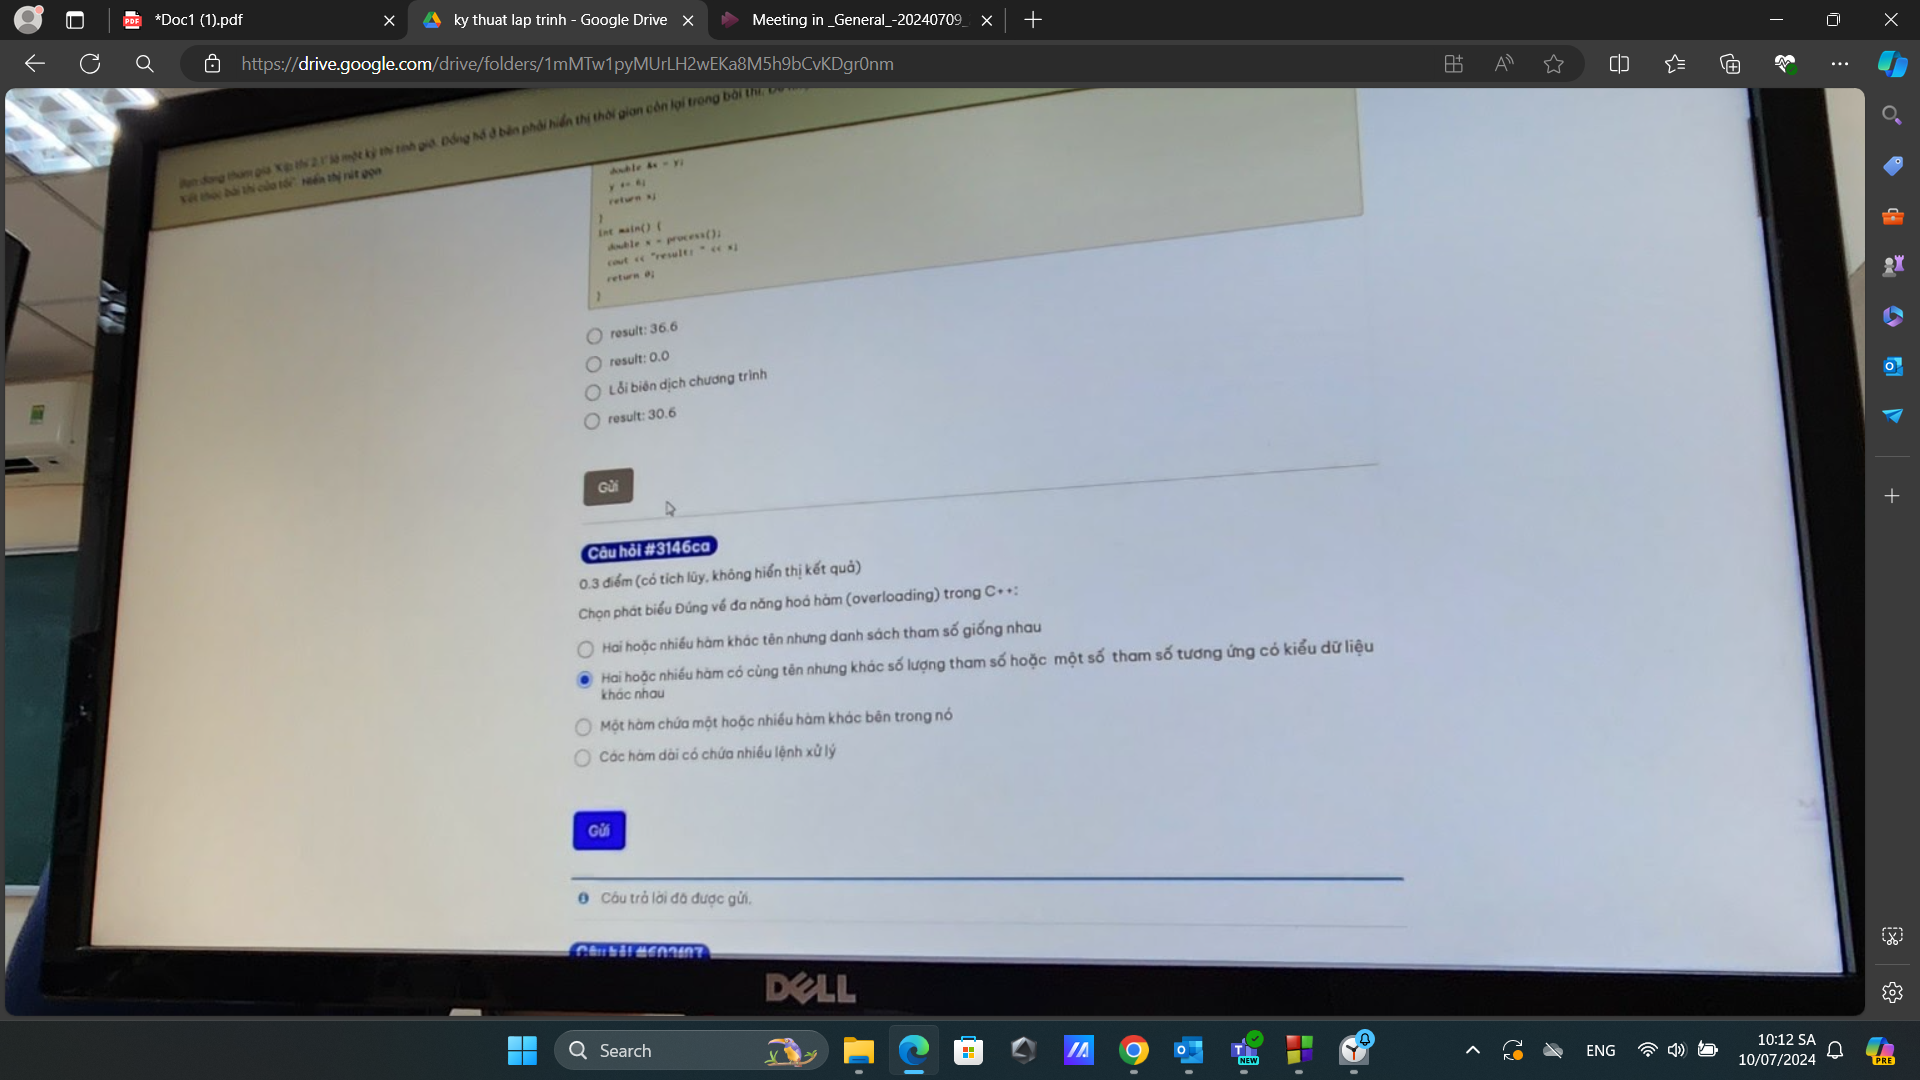 *Doc1 (1).pdf
ky thuat lap trinh - Google Drive
Meeting in _General_-20240709_
https://drive.google.com/drive/folders/1mMTw1pyMUrLH2wEKa8M5h9bCvKDgr0nm
Bạn đang tham gia "Kíp thi 2.1" là một kỳ thi tính giờ. Đồng hồ ở bên phải hiển thị thời gian còn lại trong bài thi.
"Kết thúc bài thi của tôi". Hiển thị rút gọn
double &x = y;
y += 6;
return x;
}
int main() {
double x = process();
cout << "result: " << x;
return 0;
}
result: 36.6
result: 0.0
Lỗi biên dịch chương trình
result: 30.6
Gửi
Câu hỏi #3146ca
0.3 điểm (có tích lũy, không hiển thị kết quả)
Chọn phát biểu Đúng về đa năng hoá hàm (overloading) trong C++:
Hai hoặc nhiều hàm khác tên nhưng danh sách tham số giống nhau
Hai hoặc nhiều hàm có cùng tên nhưng khác số lượng tham số hoặc một số tham số tương ứng có kiểu dữ liệu
khác nhau
Một hàm chứa một hoặc nhiều hàm khác bên trong nó
Các hàm dài có chứa nhiều lệnh xử lý
Gửi
Câu trả lời đã được gửi.
Câu hỏi
DELL
Search
ENG
10:12 SA
10/07/2024